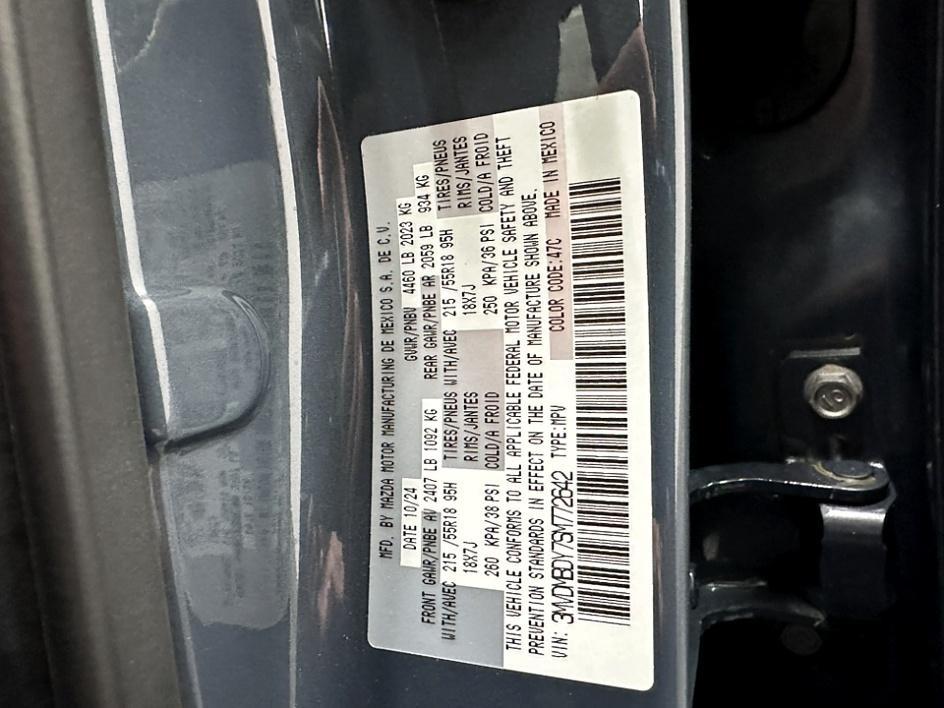 MFD. BY MAZDA MOTOR MANUFACTURING DE MEXICO S.A. DE C.V.
DATE 10/24 GVWR/PNBV 4460 LB 2023 KG
FRONT GAWR/PNBE AV 2407 LB 1092 KG REAR GAWR/PNBE AR 2059 LB 934 KG
WITH/AVEC 215 /55R18 95H TIRES/PNEUS WITH/AVEC 215 /55R18 95H TIRES/PNEUS
18X7J RIMS/JANTES 18X7J RIMS/JANTES
260 KPA/38 PSI COLD/A FROID 250 KPA/36 PSI COLD/A FROID
THIS VEHICLE CONFORMS TO ALL APPLICABLE FEDERAL MOTOR VEHICLE SAFETY AND THEFT
PREVENTION STANDARDS IN EFFECT ON THE DATE OF MANUFACTURE SHOWN ABOVE.
VIN: 3MVDMBDY7SM772642 TYPE:MPV COLOR CODE:47C MADE IN MEXICO